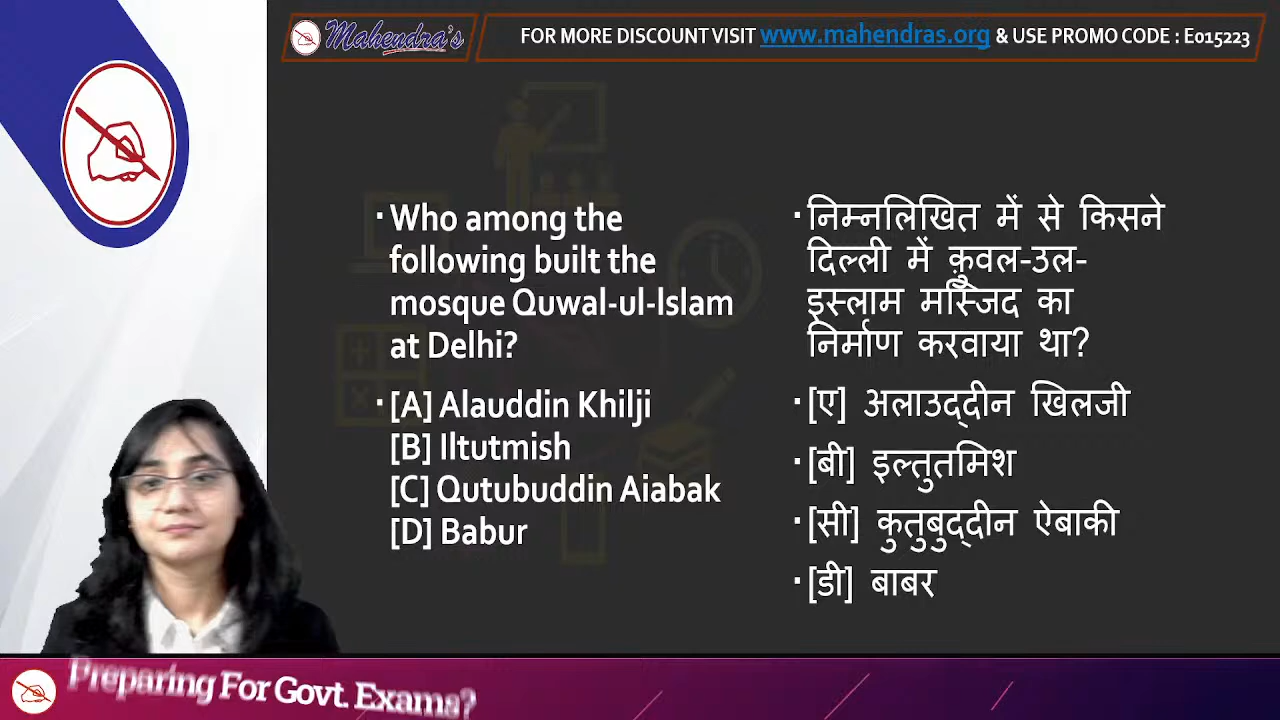 Mahendra's
FOR MORE DISCOUNT VISIT www.mahendras.org & USE PROMO CODE : E015223
Who among the
following built the
mosque Quwal-ul-Islam
at Delhi?
[A] Alauddin Khilji
[B] Iltutmish
[C] Qutubuddin Aiabak
[D] Babur
निम्नलिखित में से किसने
दिल्ली में क़ुवल-उल-
इस्लाम मस्जिद का
निर्माण करवाया था?
[ए] अलाउद्दीन खिलजी
[बी] इल्तुतमिश
[सी] कुतुबुद्दीन ऐबाकी
[डी] बाबर
Preparing For Govt. Exams?